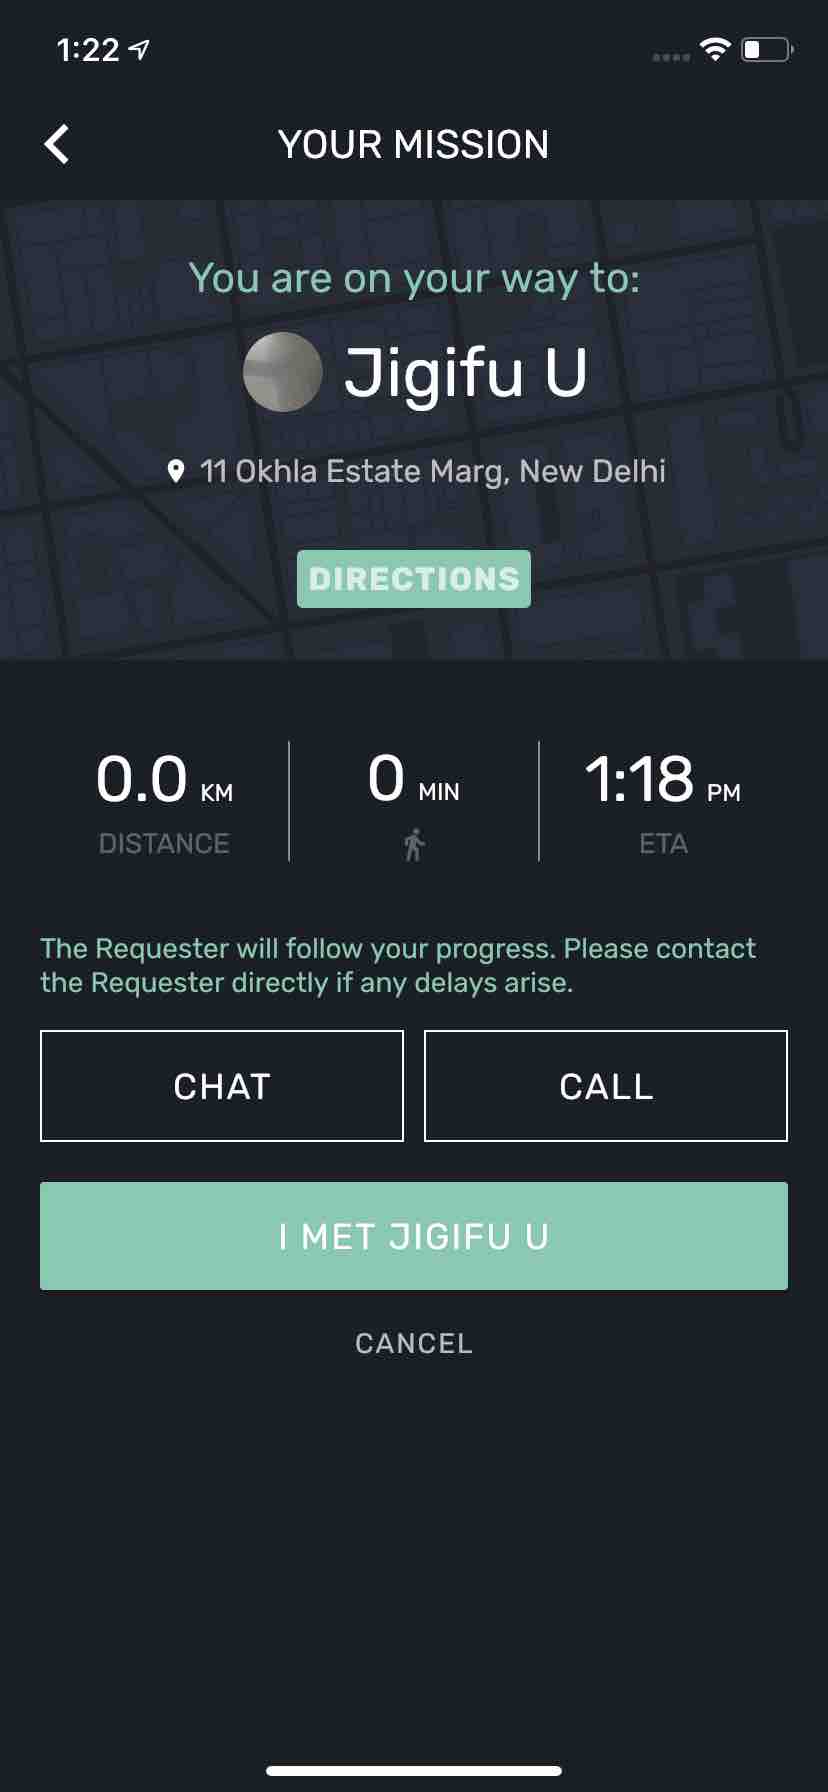 1:22
YOUR MISSION
You are on your way to:
Jigifu U
11 Okhla Estate Marg, New Delhi
DIRECTIONS
0.0 KM
DISTANCE
0 MIN
1:18 PM
ETA
The Requester will follow your progress. Please contact
the Requester directly if any delays arise.
CHAT
CALL
I MET JIGIFU U
CANCEL